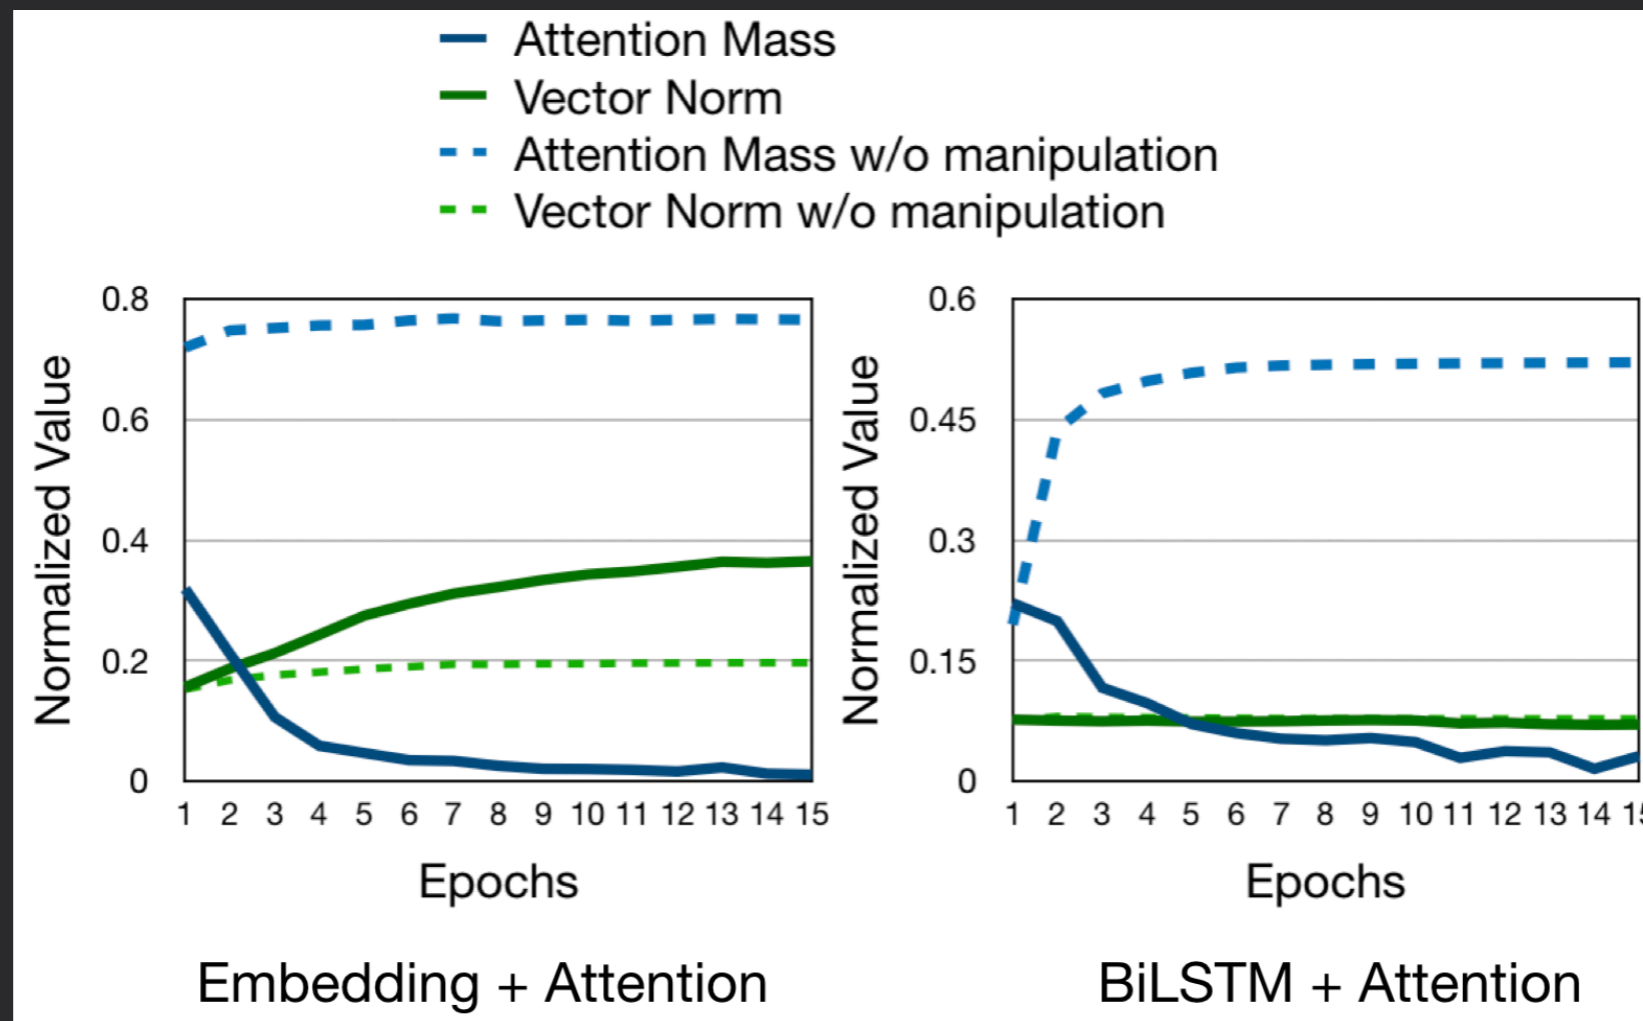 Attention Mass
Vector Norm
Attention Mass w/o manipulation
Vector Norm w/o manipulation
Normalized Value
0.8
0.6
0.4
0.2
0
1 2 3 4 5 6 7 8 9 10 11 12 13 14 15
Epochs
Embedding + Attention
Normalized Value
0.6
0.45
0.3
0.15
0
1 2 3 4 5 6 7 8 9 10 11 12 13 14 15
Epochs
BiLSTM + Attention